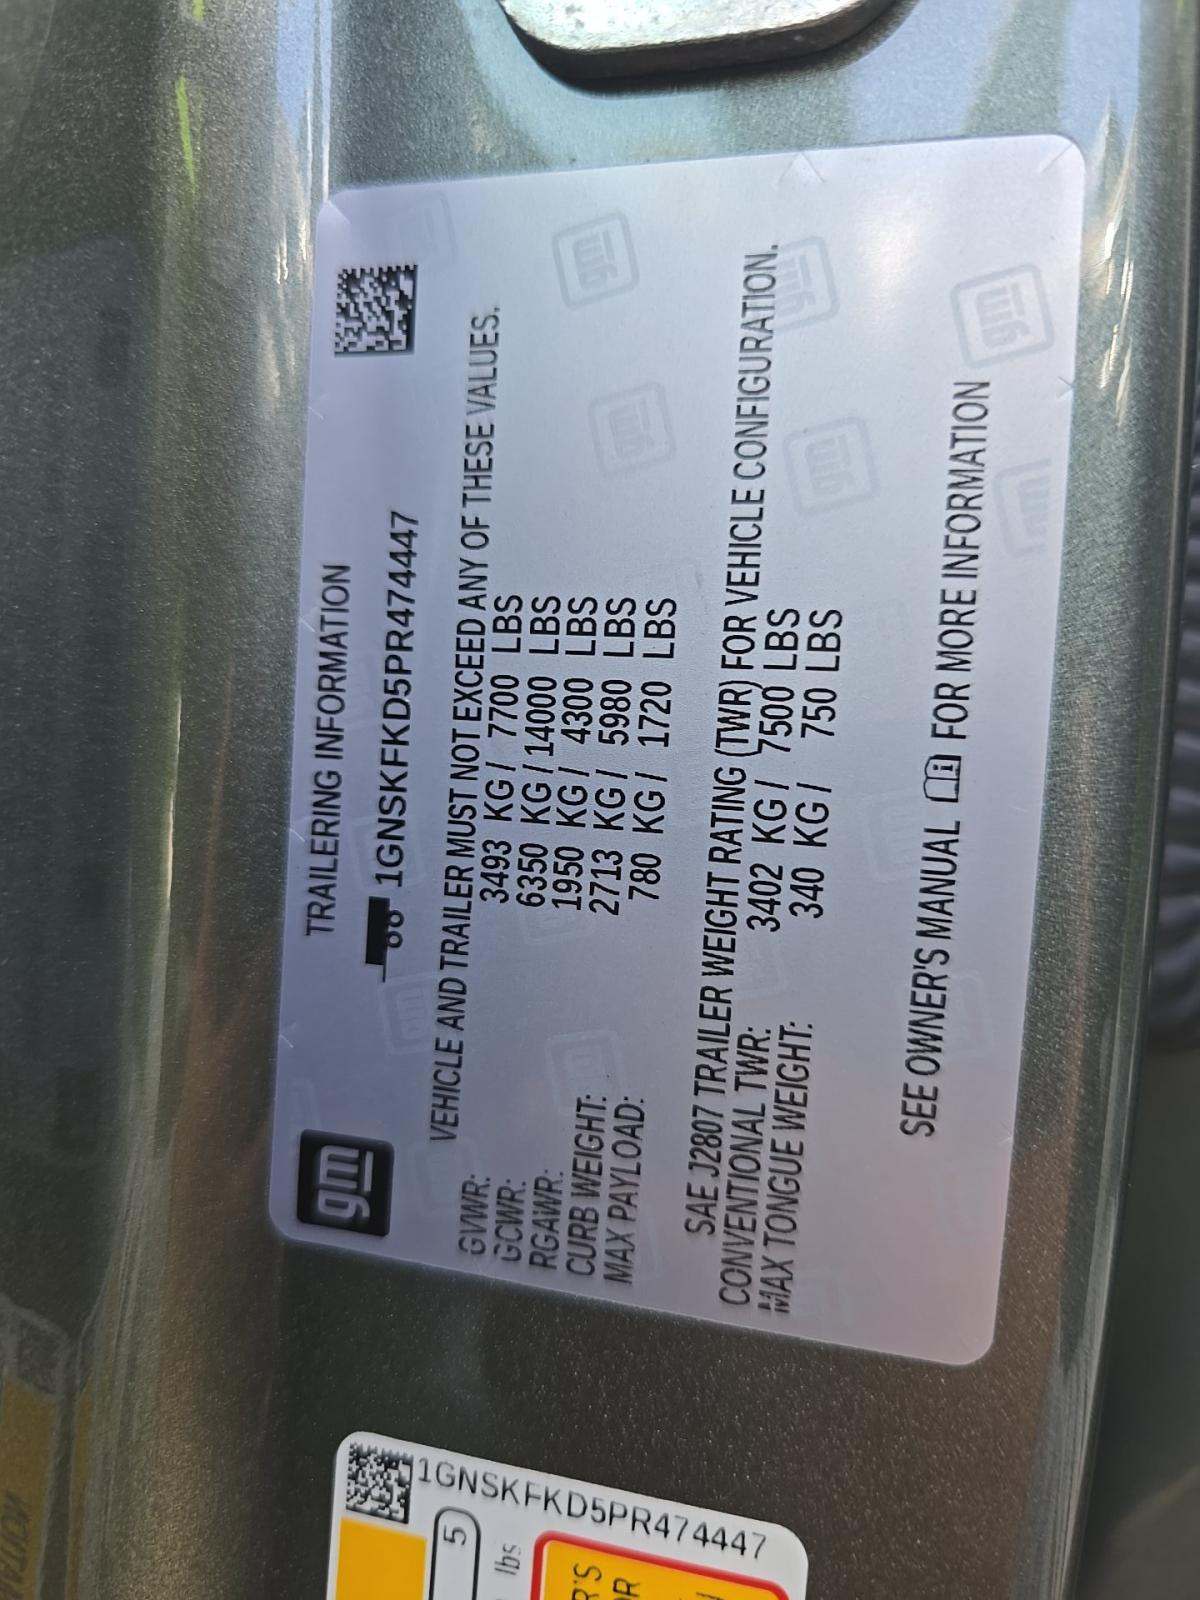 gm
TRAILERING INFORMATION
1GNSKFKD5PR474447
VEHICLE AND TRAILER MUST NOT EXCEED ANY OF THESE VALUES.
GVWR: 3493 KG / 7700 LBS
GCWR: 6350 KG / 14000 LBS
RGAWR: 1950 KG / 4300 LBS
CURB WEIGHT: 2713 KG / 5980 LBS
MAX PAYLOAD: 780 KG / 1720 LBS
SAE J2807 TRAILER WEIGHT RATING (TWR) FOR VEHICLE CONFIGURATION.
CONVENTIONAL TWR: 3402 KG / 7500 LBS
MAX TONGUE WEIGHT: 340 KG / 750 LBS
SEE OWNER'S MANUAL FOR MORE INFORMATION
1GNSKFKD5PR474447
5
lbs